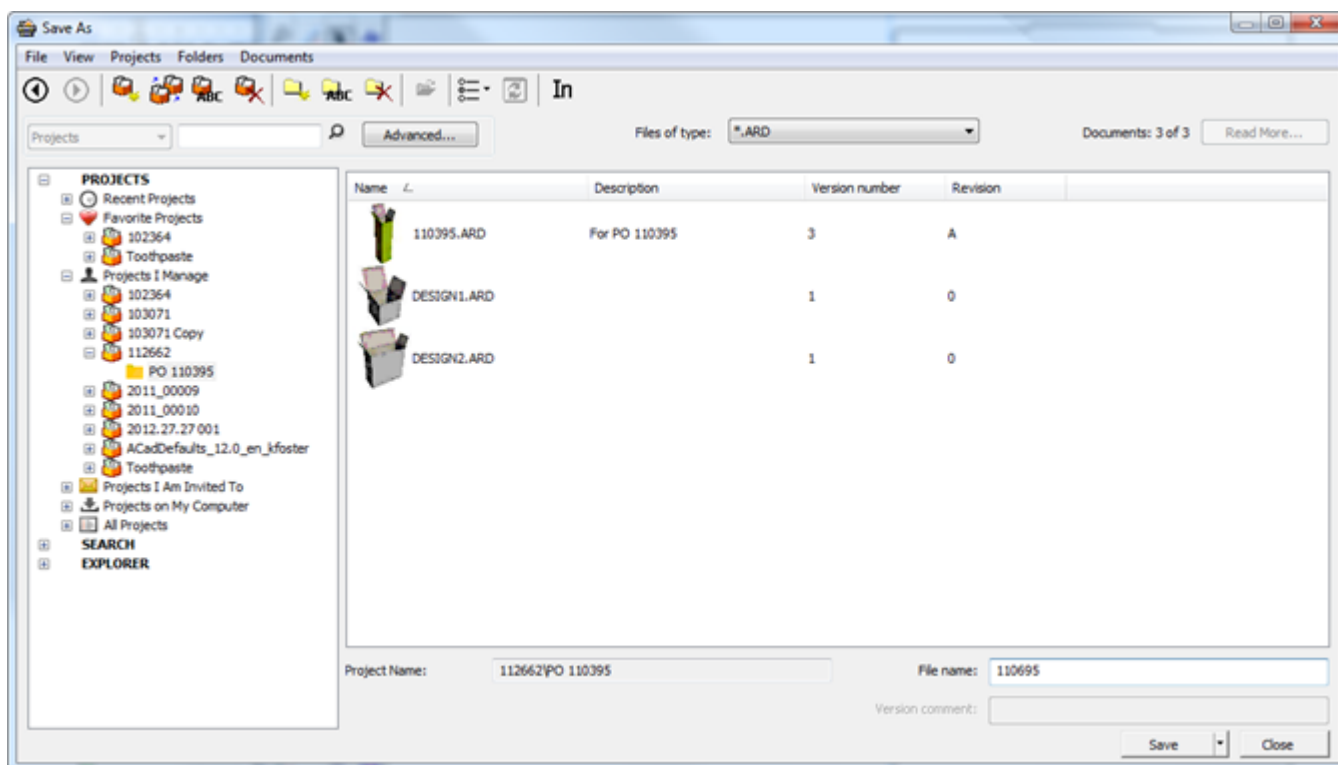 Save As
File View Projects Folders Documents
ABC ABC In
Projects Advanced... Files of type: *.ARD Documents: 3 of 3 Read More...
PROJECTS
Recent Projects
Favorite Projects
102364
Toothpaste
Projects I Manage
102364
103071
103071 Copy
112662
PO 110395
2011_00009
2011_00010
2012.27.27 001
ACadDefaults_12.0_en_kfoster
Toothpaste
Projects I Am Invited To
Projects on My Computer
All Projects
SEARCH
EXPLORER
Name Description Version number Revision
110395.ARD For PO 110395 3 A
DESIGN1.ARD 1 0
DESIGN2.ARD 1 0
Project Name: 112662\PO 110395 File name: 110695
Version comment:
Save Close